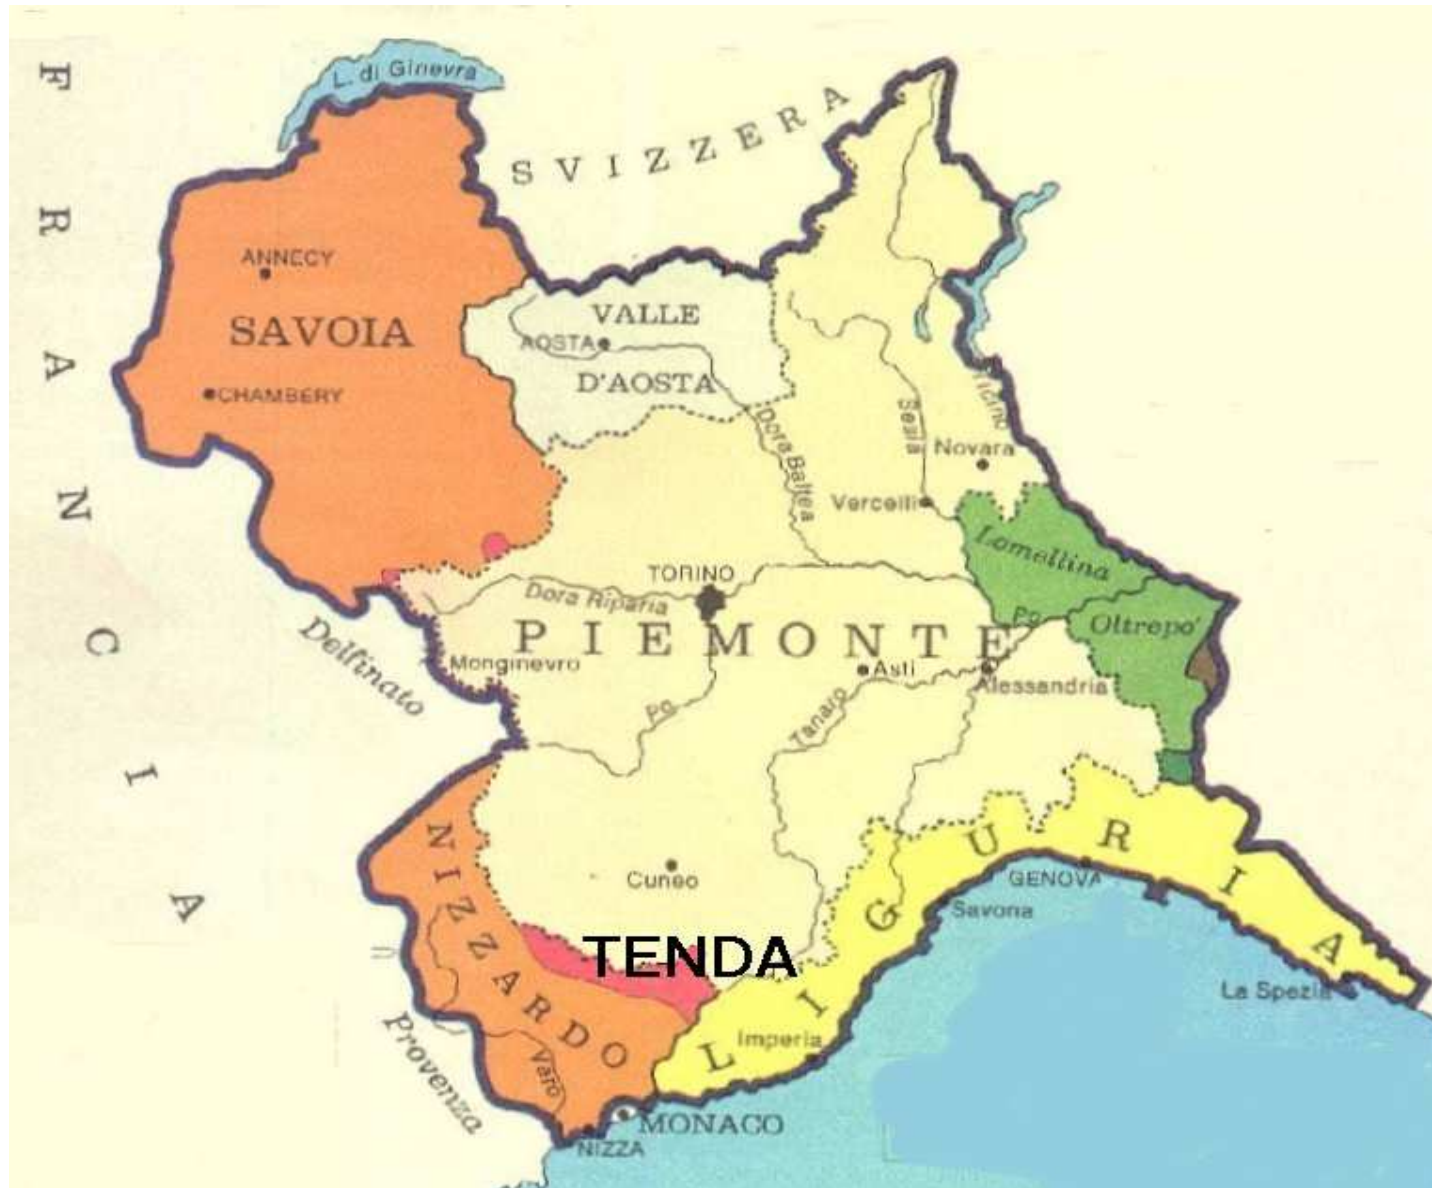 FRANCIA
L. di Ginevra
SVIZZERA
ANNECY
SAVOIA
CHAMBERY
VALLE
AOSTA
D'AOSTA
Dora Baltea
Sesia
Ticino
Novara
Vercelli
Lomellina
TORINO
Dora Riparia
Po
Oltrepo'
PIEMONTE
Delfinato
Monginevro
Asti
Alessandria
Po
Tanaro
NIZZARDO
Cuneo
LIGURIA
GENOVA
Savona
TENDA
La Spezia
Provenza
Imperia
Varo
MONACO
NIZZA